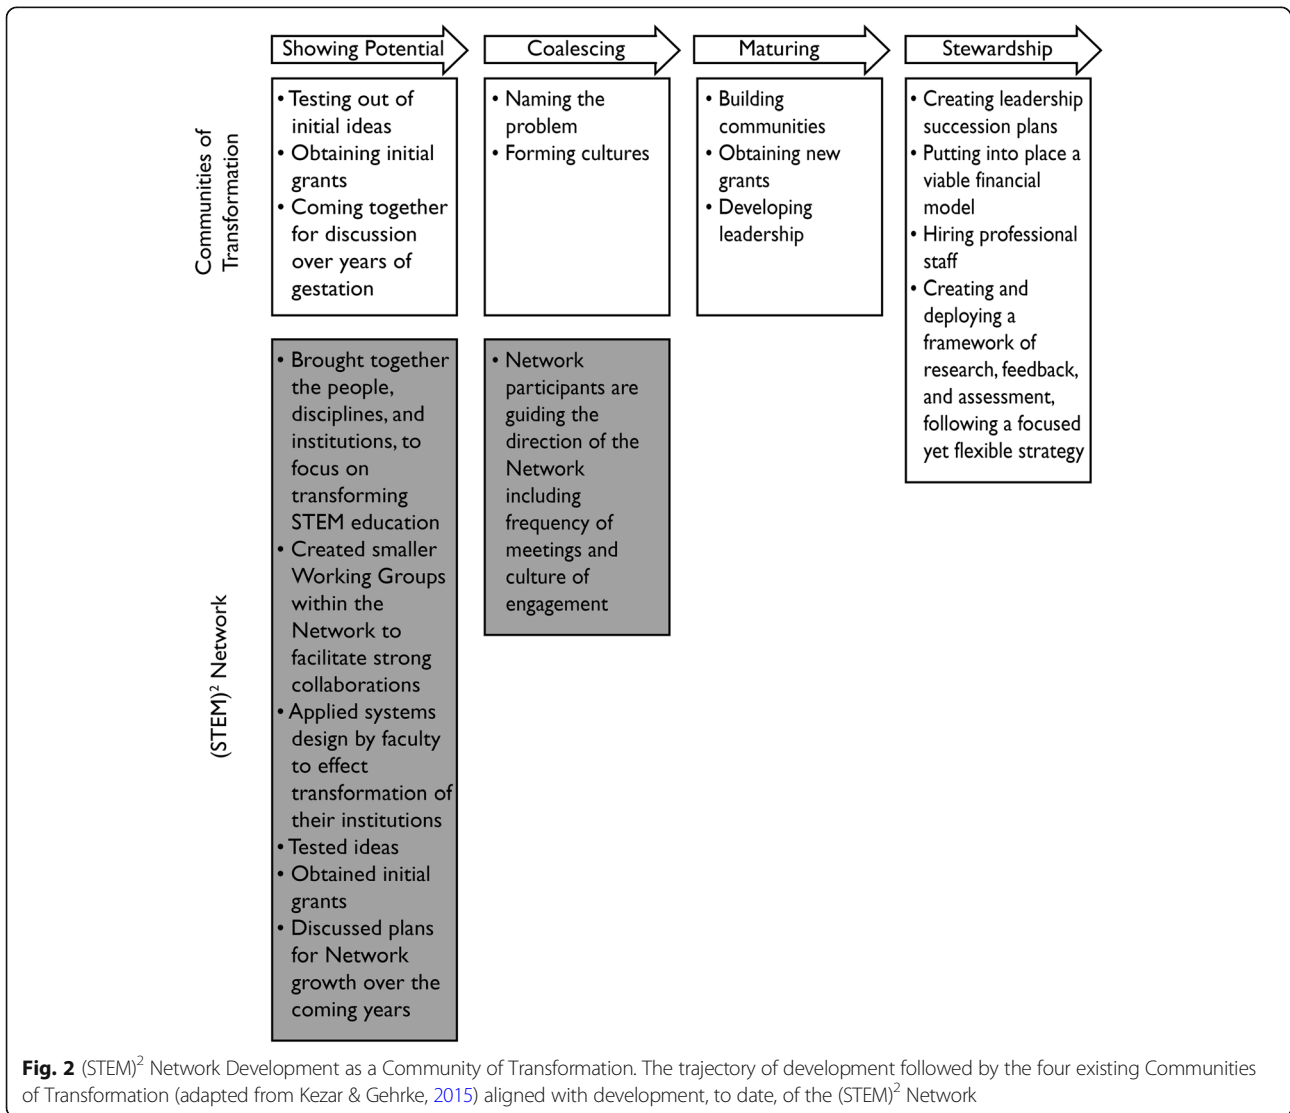 Showing Potential
Coalescing
Maturing
Stewardship
Communities of
Transformation
• Testing out of
initial ideas
• Obtaining initial
grants
• Coming together
for discussion
over years of
gestation
• Naming the
problem
• Forming cultures
• Building
communities
• Obtaining new
grants
• Developing
leadership
• Creating leadership
succession plans
• Putting into place a
viable financial
model
• Hiring professional
staff
• Creating and
deploying a
framework of
research, feedback,
and assessment,
following a focused
yet flexible strategy
(STEM)² Network
• Brought together
the people,
disciplines, and
institutions, to
focus on
transforming
STEM education
• Created smaller
Working Groups
within the
Network to
facilitate strong
collaborations
• Applied systems
design by faculty
to effect
transformation of
their institutions
• Tested ideas
• Obtained initial
grants
• Discussed plans
for Network
growth over the
coming years
• Network
participants are
guiding the
direction of the
Network
including
frequency of
meetings and
culture of
engagement
Fig. 2 (STEM)² Network Development as a Community of Transformation. The trajectory of development followed by the four existing Communities
of Transformation (adapted from Kezar & Gehrke, 2015) aligned with development, to date, of the (STEM)² Network